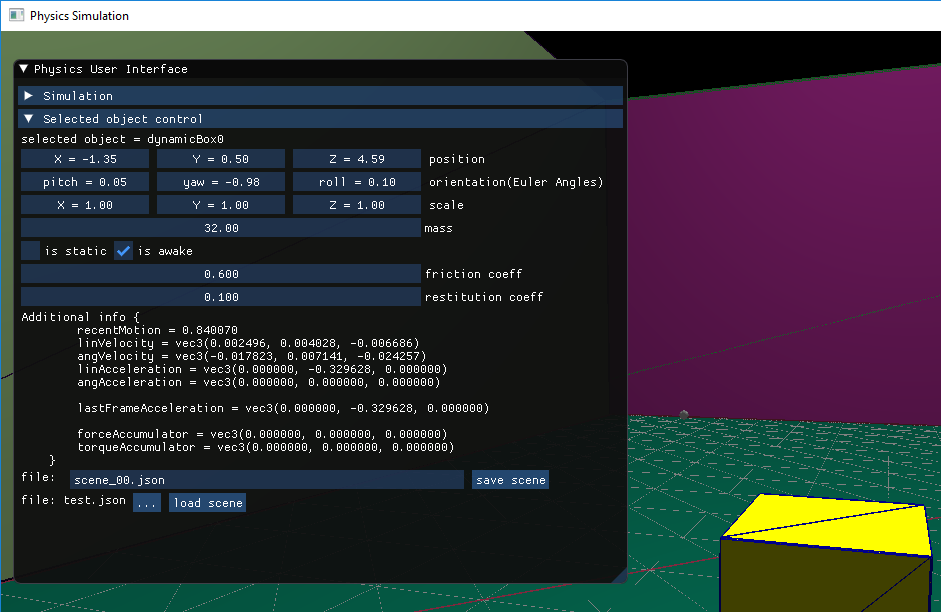 Physics Simulation
Physics User Interface
Simulation
Selected object control
selected object = dynamicBox0
X = -1.35 Y = 0.50 Z = 4.59 position
pitch = 0.05 yaw = -0.98 roll = 0.10 orientation(Euler Angles)
X = 1.00 Y = 1.00 Z = 1.00 scale
32.00 mass
is static is awake
0.600 friction coeff
0.100 restitution coeff
Additional info {
recentMotion = 0.840070
linVelocity = vec3(0.002496, 0.004028, -0.006686)
angVelocity = vec3(-0.017823, 0.007141, -0.024257)
linAcceleration = vec3(0.000000, -0.329628, 0.000000)
angAcceleration = vec3(0.000000, 0.000000, 0.000000)
lastFrameAcceleration = vec3(0.000000, -0.329628, 0.000000)
forceAccumulator = vec3(0.000000, 0.000000, 0.000000)
torqueAccumulator = vec3(0.000000, 0.000000, 0.000000)
}
file: scene_00.json save scene
file: test.json ... load scene